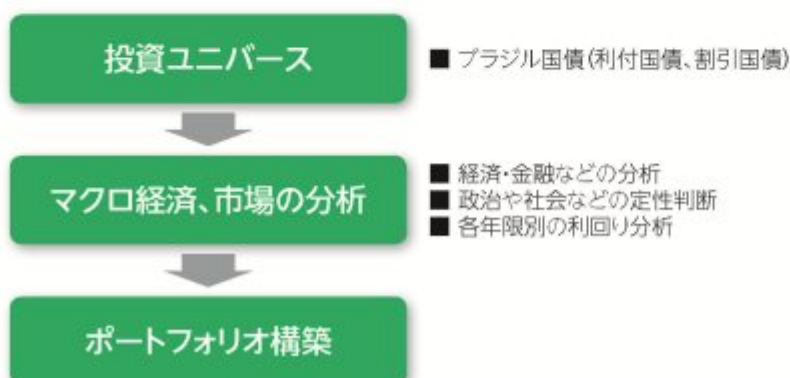 投資ユニバース
■ ブラジル国債(利付国債、割引国債)
マクロ経済、市場の分析
■ 経済・金融などの分析
■ 政治や社会などの定性判断
■ 各年限別の利回り分析
ポートフォリオ構築